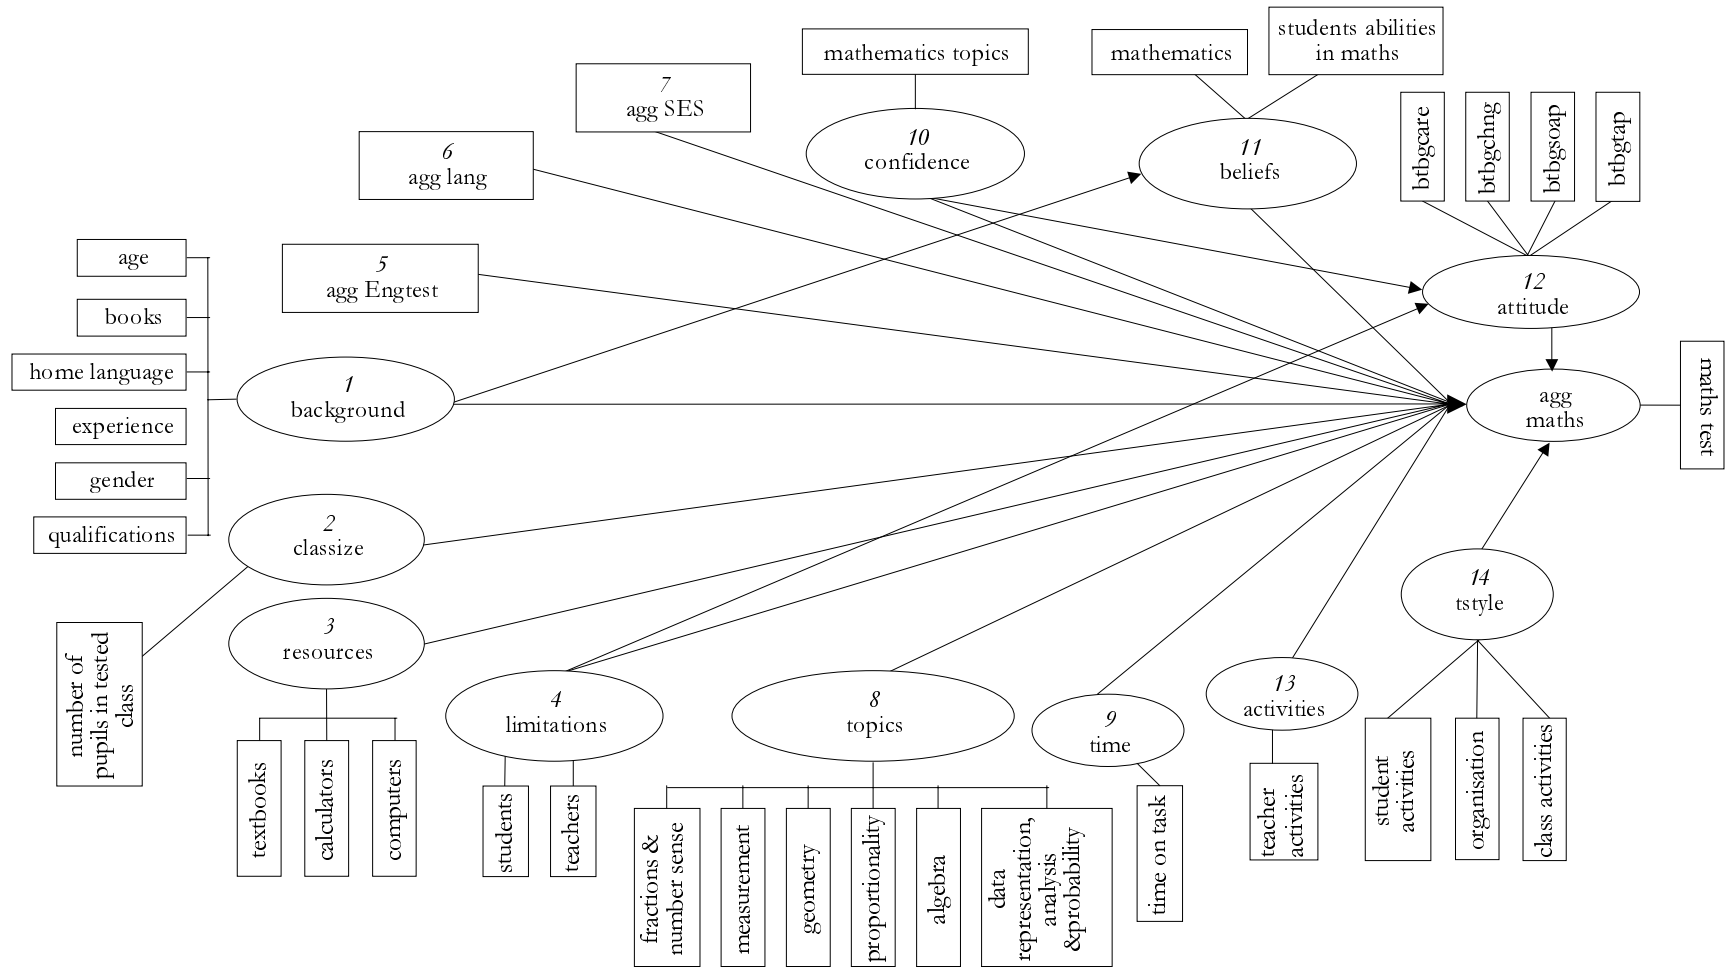 students abilities
in maths
mathematics topics
mathematics
7
agg SES
btbgcare
btbgchng
btbgsoap
btbgtap
10
confidence
11
beliefs
6
agg lang
age
5
agg Engtest
12
attitude
books
home language
1
background
agg
maths
maths test
experience
gender
qualifications
2
classize
14
tstyle
3
resources
number of
pupils in tested
class
4
limitations
8
topics
9
time
13
activities
textbooks
calculators
computers
students
teachers
fractions &
number sense
measurement
geometry
proportionality
algebra
data
representation,
analysis
&probability
time on task
teacher
activities
student
activities
organisation
class activities